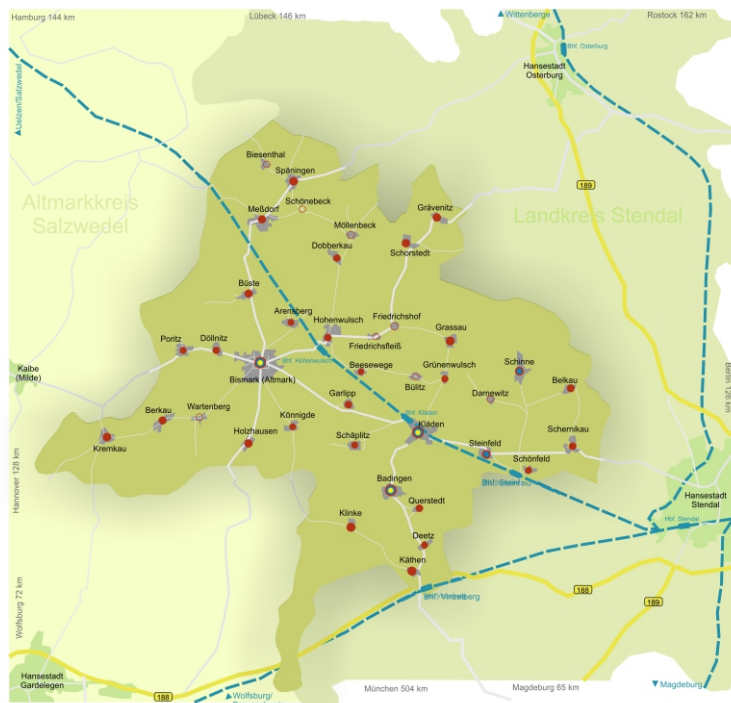 Hamburg 144 km
Lübeck 146 km
Wittenberge
Rostock 162 km
Bhf. Osterburg
Hansestadt
Osterburg
Uelzen/Salzwedel
Biesenthal
Späningen
189
Altmarkkreis
Salzwedel
Schönebeck
Meßdorf
Grävenitz
Landkreis Stendal
Möllenbeck
Schorstedt
Dobberkau
Büste
Arensberg
Hohenwulsch
Friedrichshof
Grassau
Friedrichsfleiß
Poritz
Döllnitz
Bhf. Hohenwulsch
Schinne
Kalbe
(Milde)
Beesewege
Grünenwulsch
Bismark (Altmark)
Bülitz
Belkau
Berlin 126 km
Garlipp
Darnewitz
Berkau
Wartenberg
Könnigde
Bhf. Kläden
Kläden
Schernikau
Kremkau
Holzhausen
Schäplitz
Steinfeld
Schönfeld
Hannover 128 km
Badingen
Bhf. Steinfeld
Hansestadt
Stendal
Querstedt
Klinke
Hbf. Stendal
Deetz
Käthen
Wolfsburg 72 km
188
Bhf. Vinzelberg
189
Hansestadt
Gardelegen
188
München 504 km
Magdeburg 65 km
Magdeburg
Wolfsburg/